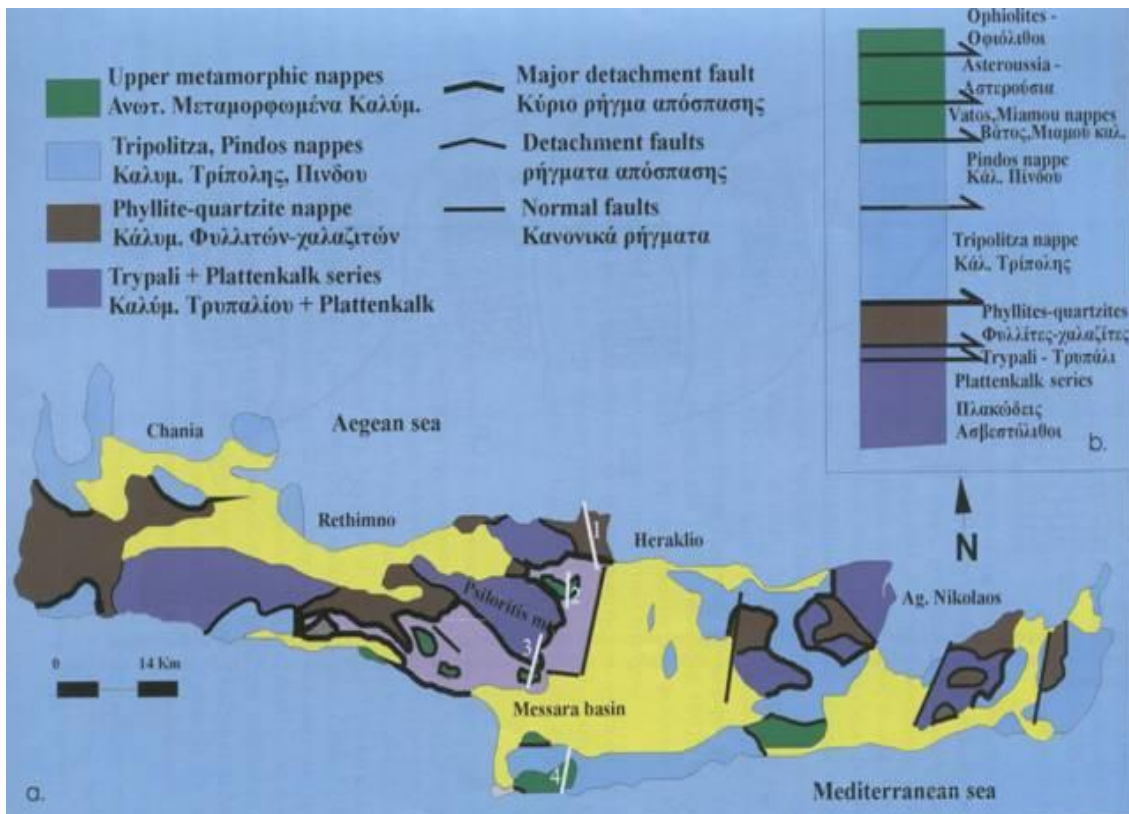 Upper metamorphic nappes
Ανωτ. Μεταμορφωμένα Καλύμ.
Tripolitza, Pindos nappes
Καλυμ. Τρίπολης, Πινδου
Phyllite-quartzite nappe
Κάλυμ. Φυλλιτών-χαλαζιτών
Trypali + Plattenkalk series
Καλύμ. Τρυπαλίου + Plattenkalk
Major detachment fault
Κύριο ρήγμα απόσπασης
Detachment faults
ρήγματα απόσπασης
Normal faults
Κανονικά ρήγματα
Ophiolites -
Οφιόλιθοι
Asteroussia -
Αστερούσια
Vatos,Miamou nappes
Βάτος,Μιαμού καλ.
Pindos nappe
Κάλ. Πίνδου
Tripolitza nappe
Κάλ. Τρίπολης
Phyllites-quartzites
Φυλλίτες-χαλαζίτες
Trypali - Τρυπάλι
Plattenkalk series
Πλακώδεις
Ασβεστόλιθοι
b.
N
Chania
Aegean sea
Rethimno
Heraklio
Ag. Nikolaos
Psiloritis
1
2
3
4
0 14 Km
Messara basin
Mediterranean sea
a.